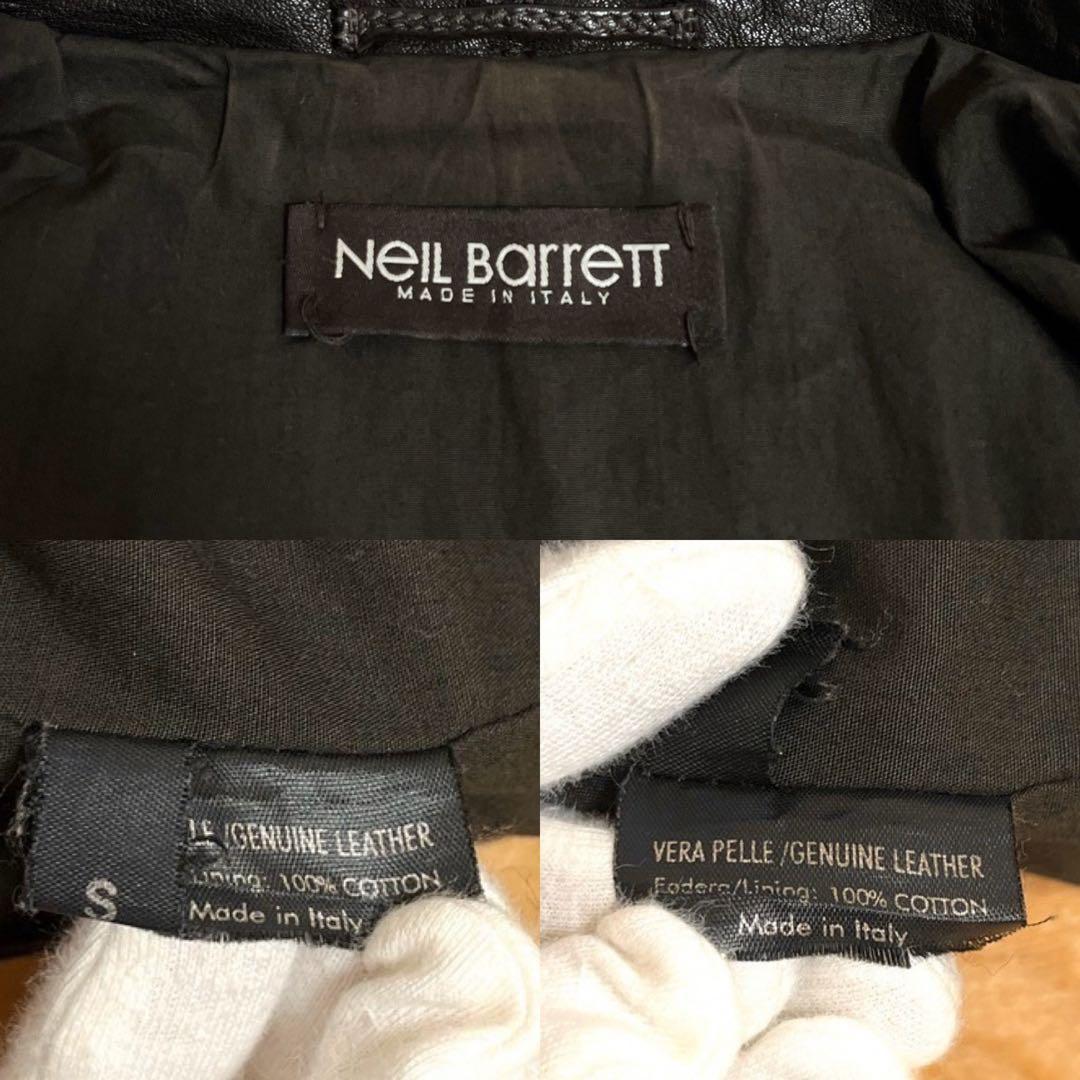 Neil Barrett
MADE IN ITALY
S
LE /GENUINE LEATHER
Lining: 100% COTTON
Made in Italy
VERA PELLE /GENUINE LEATHER
Fodera/Lining: 100% COTTON
Made in Italy